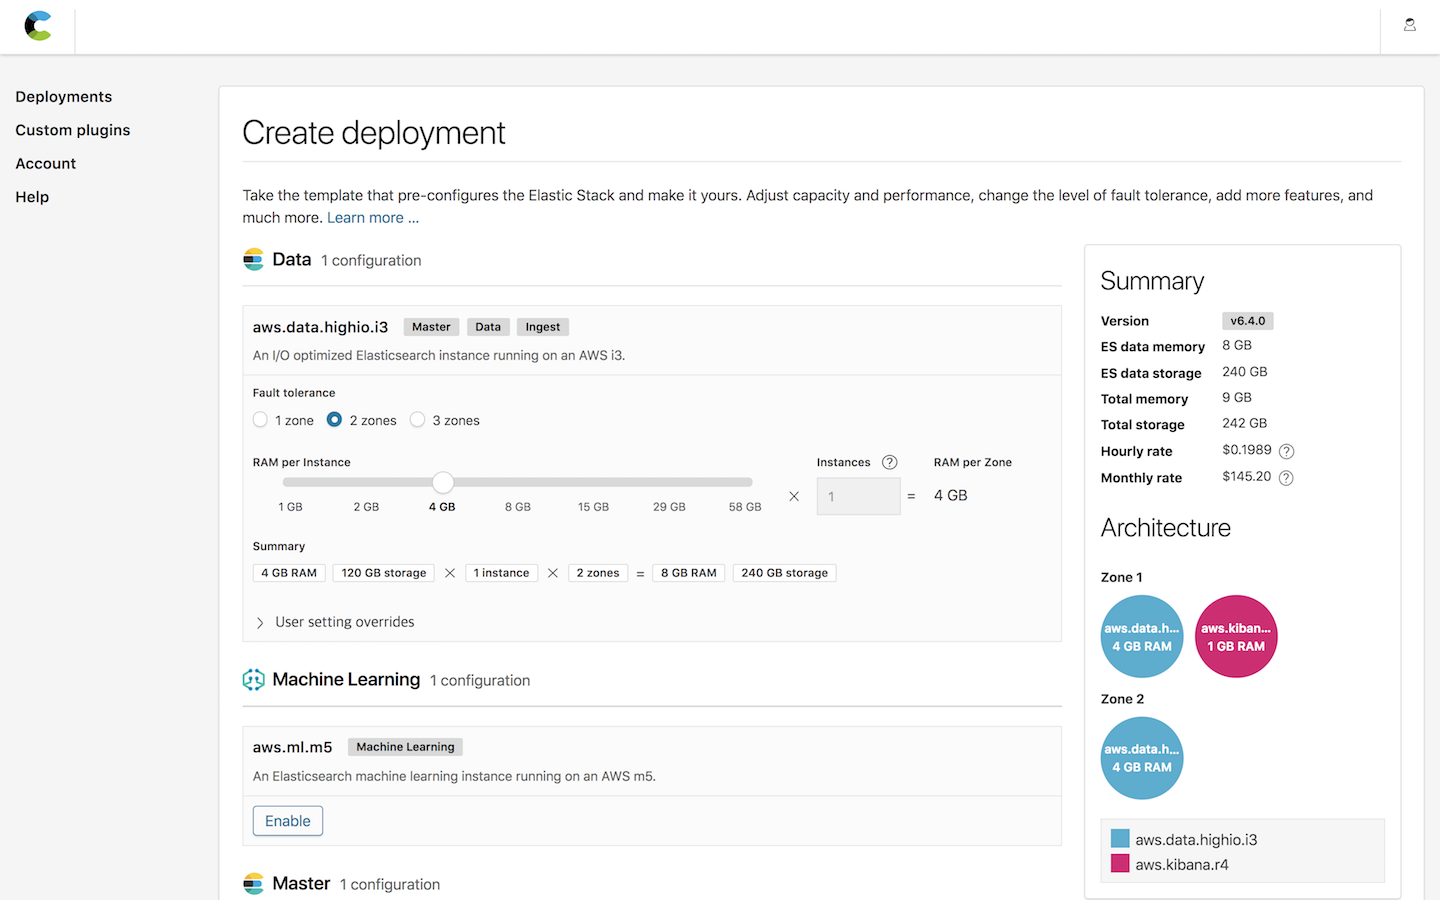 Deployments
Custom plugins
Account
Help
Create deployment
Take the template that pre-configures the Elastic Stack and make it yours. Adjust capacity and performance, change the level of fault tolerance, add more features, and
much more. Learn more ...
Data 1 configuration
aws.data.highio.i3 Master Data Ingest
An I/O optimized Elasticsearch instance running on an AWS i3.
Fault tolerance
1 zone 2 zones 3 zones
RAM per Instance Instances ? RAM per Zone
× 1 = 4 GB
1 GB 2 GB 4 GB 8 GB 15 GB 29 GB 58 GB
Summary
4 GB RAM 120 GB storage × 1 instance × 2 zones = 8 GB RAM 240 GB storage
User setting overrides
Machine Learning 1 configuration
aws.ml.m5 Machine Learning
An Elasticsearch machine learning instance running on an AWS m5.
Enable
Master 1 configuration
Summary
Version v6.4.0
ES data memory 8 GB
ES data storage 240 GB
Total memory 9 GB
Total storage 242 GB
Hourly rate $0.1989 ?
Monthly rate $145.20 ?
Architecture
Zone 1
aws.data.h...
4 GB RAM
aws.kiban...
1 GB RAM
Zone 2
aws.data.h...
4 GB RAM
aws.data.highio.i3
aws.kibana.r4